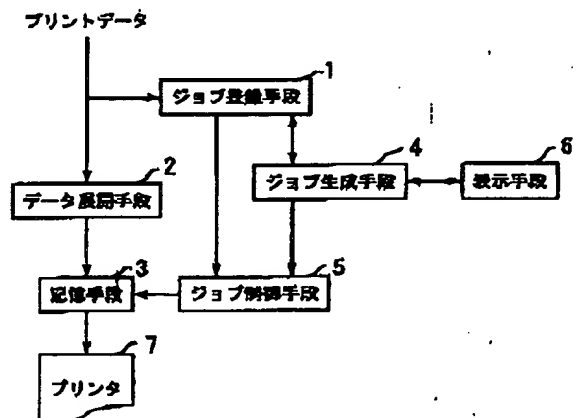 プリントデータ
1
ジョブ登録手段
4
6
ジョブ生成手段
表示手段
2
データ展開手段
3
5
記憶手段
ジョブ制御手段
7
プリンタ